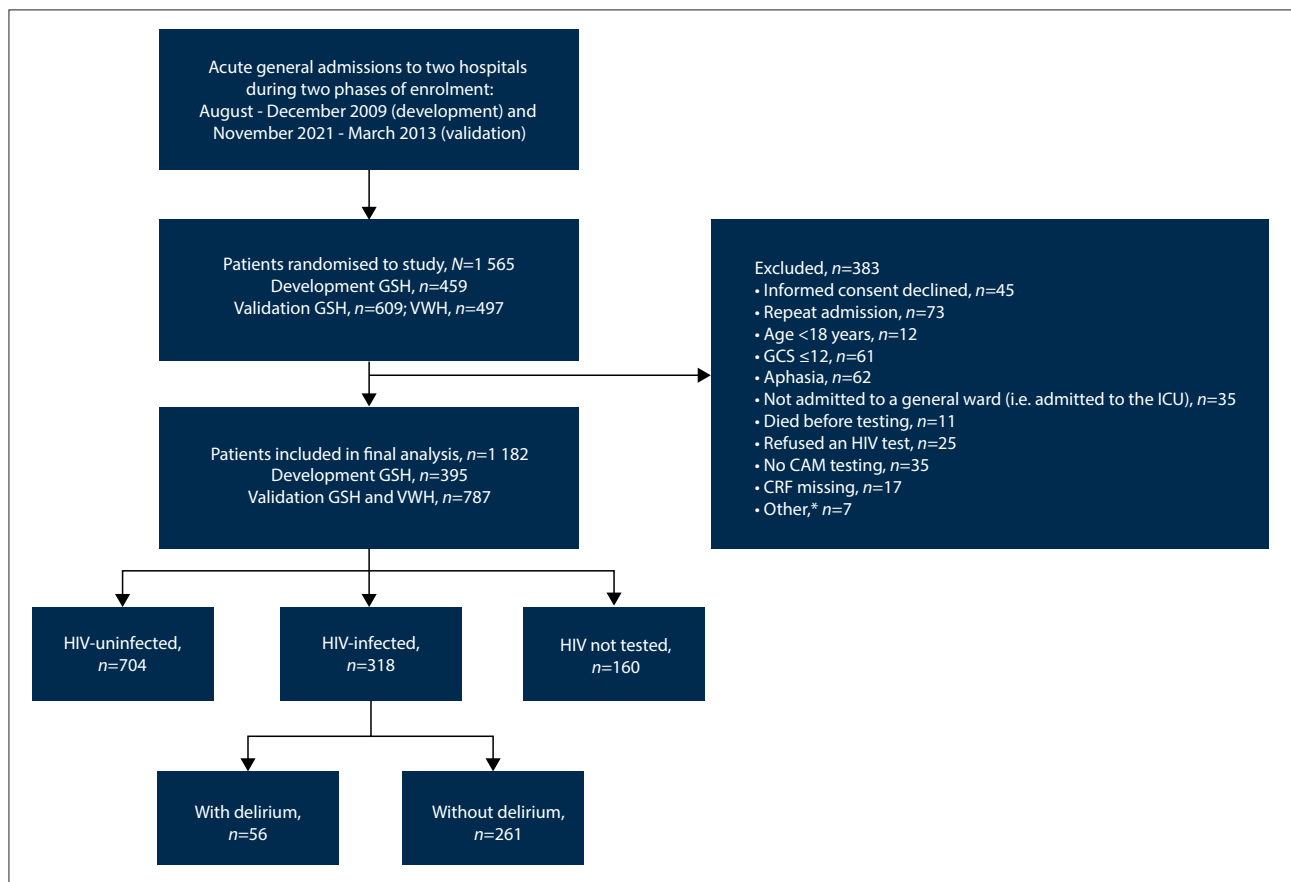 Acute general admissions to two hospitals
during two phases of enrolment:
August - December 2009 (development) and
November 2021 - March 2013 (validation)
Patients randomised to study, N=1 565
Development GSH, n=459
Validation GSH, n=609; VWH, n=497
Excluded, n=383
• Informed consent declined, n=45
• Repeat admission, n=73
• Age <18 years, n=12
• GCS ≤12, n=61
• Aphasia, n=62
• Not admitted to a general ward (i.e. admitted to the ICU), n=35
• Died before testing, n=11
• Refused an HIV test, n=25
• No CAM testing, n=35
• CRF missing, n=17
• Other,* n=7
Patients included in final analysis, n=1 182
Development GSH, n=395
Validation GSH and VWH, n=787
HIV-uninfected,
n=704
HIV-infected,
n=318
HIV not tested,
n=160
With delirium,
n=56
Without delirium,
n=261